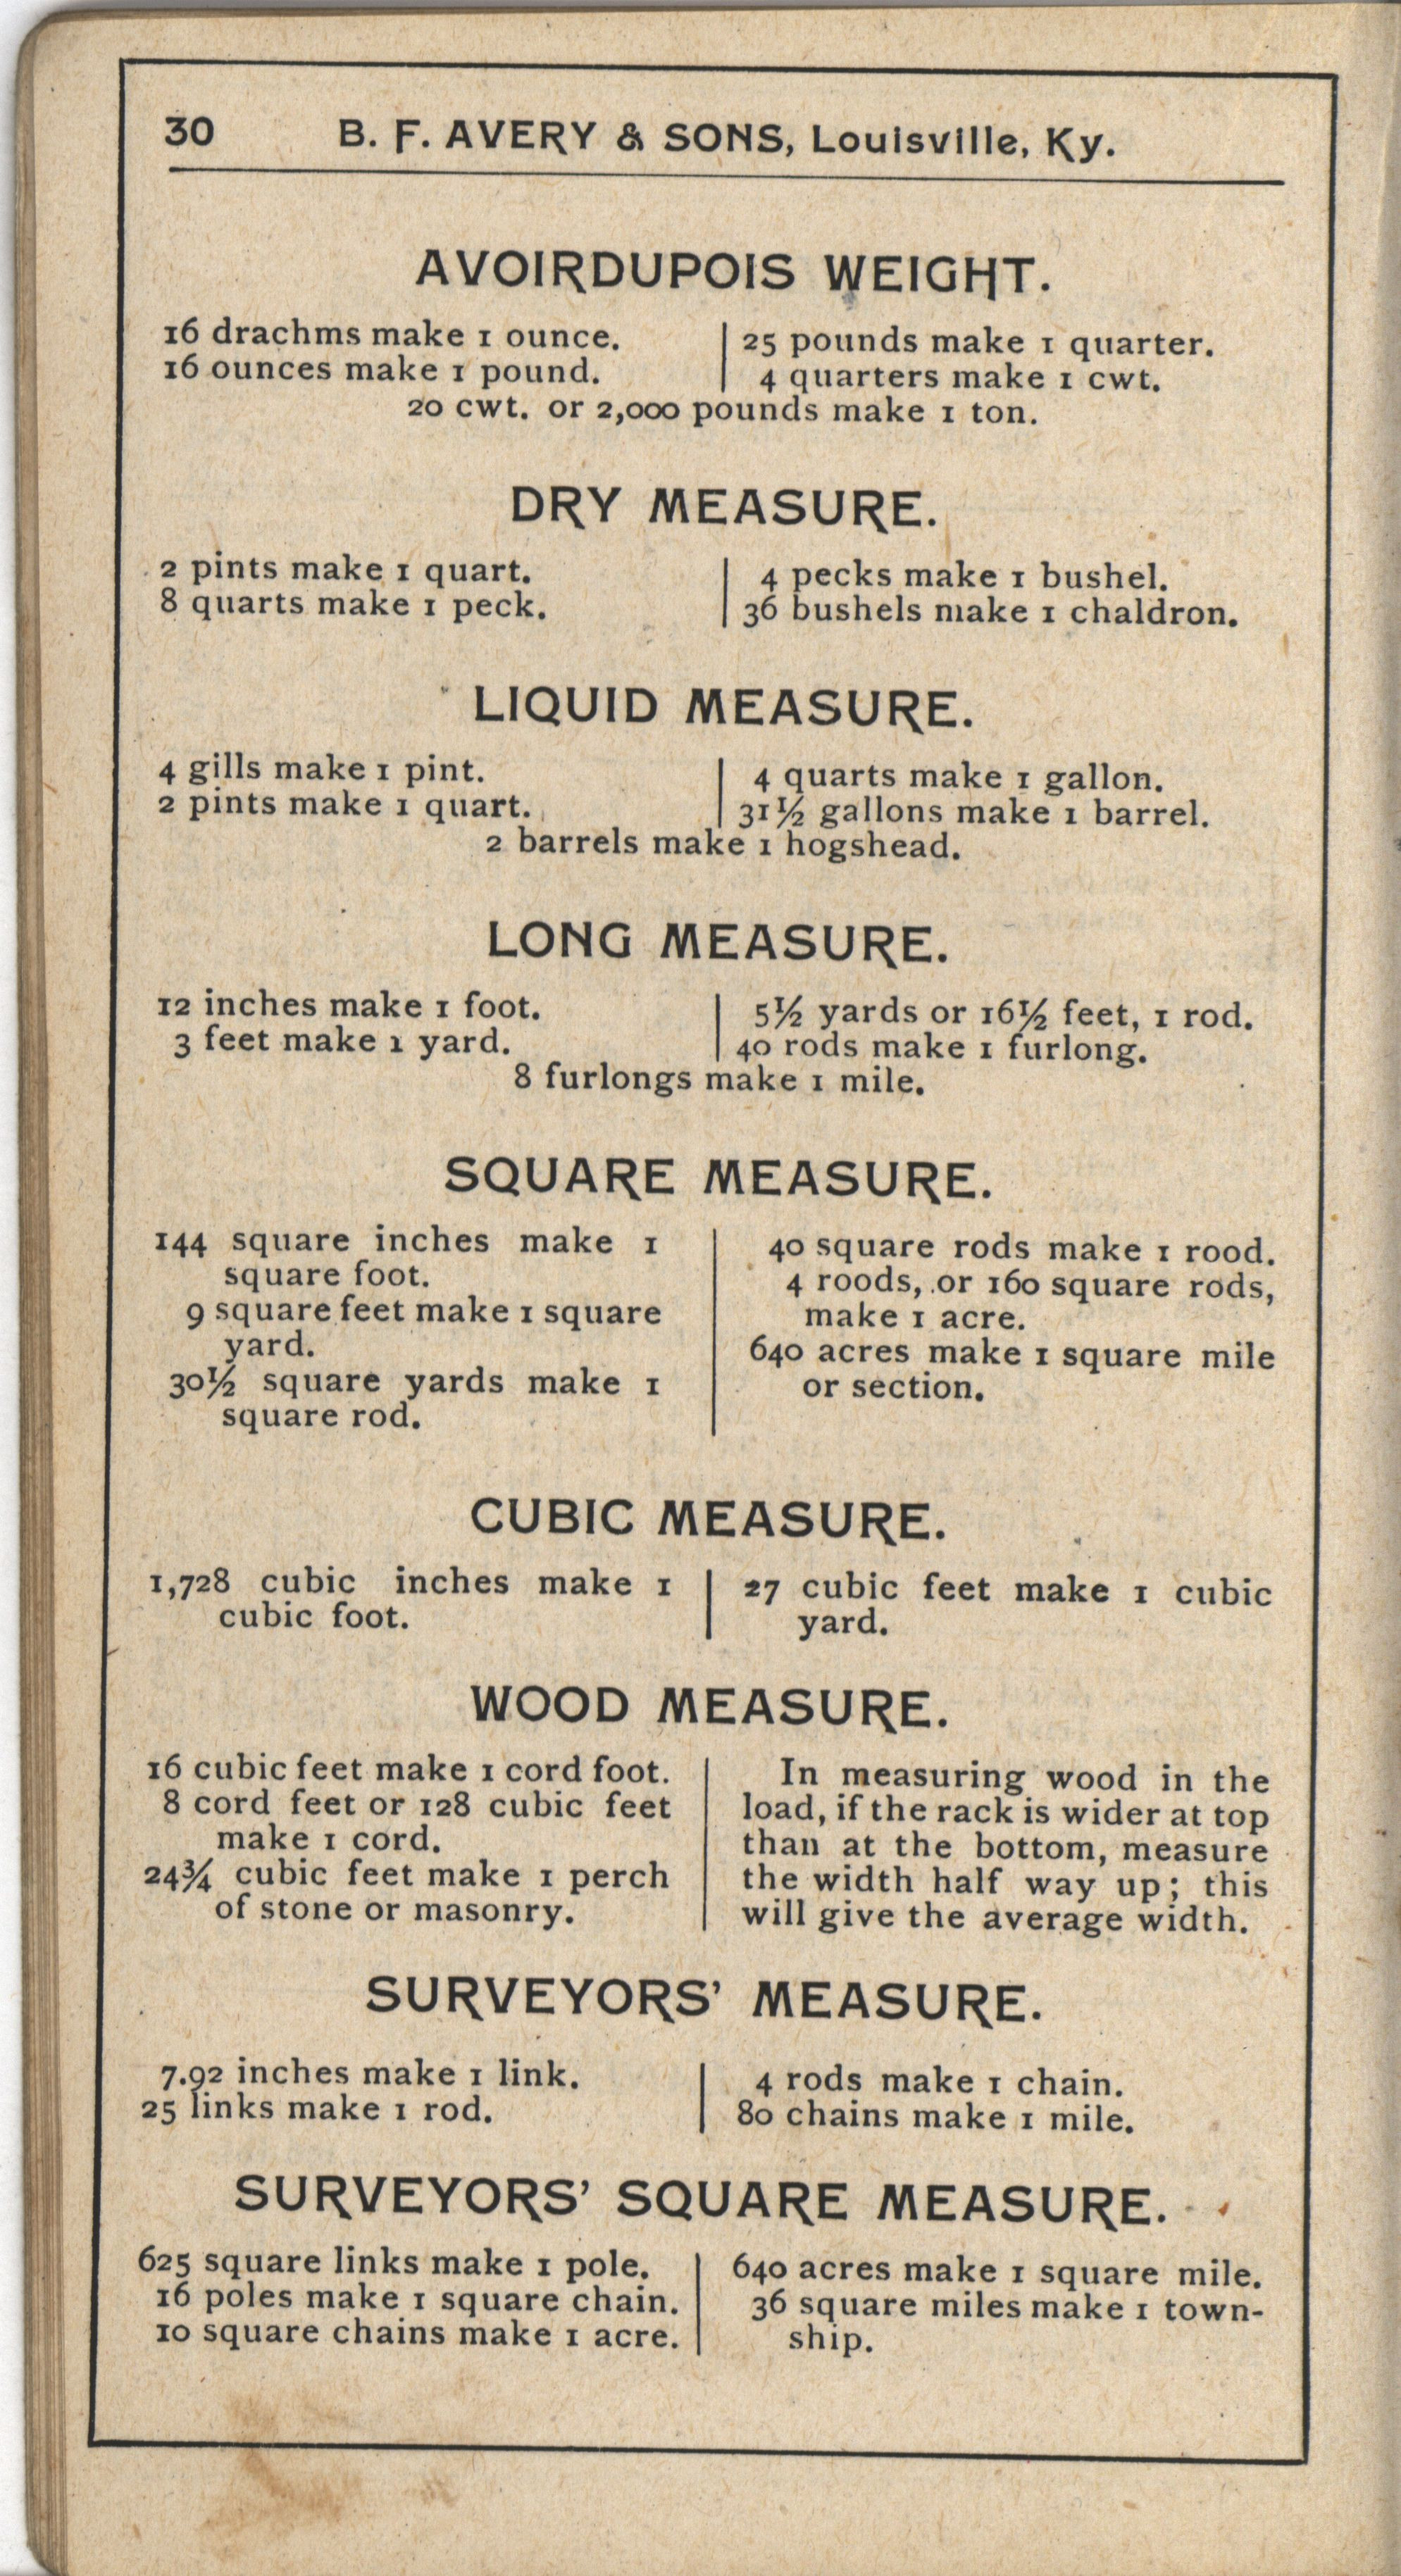 30 B. F. AVERY & SONS, Louisville, Ky.
AVOIRDUPOIS WEIGHT.
16 drachms make 1 ounce.
16 ounces make 1 pound.
25 pounds make 1 quarter.
4 quarters make 1 cwt.
20 cwt. or 2,000 pounds make 1 ton.
DRY MEASURE.
2 pints make 1 quart.
8 quarts make 1 peck.
4 pecks make 1 bushel.
36 bushels make 1 chaldron.
LIQUID MEASURE.
4 gills make 1 pint.
2 pints make 1 quart.
4 quarts make 1 gallon.
31½ gallons make 1 barrel.
2 barrels make 1 hogshead.
LONG MEASURE.
12 inches make 1 foot.
3 feet make 1 yard.
5½ yards or 16½ feet, 1 rod.
40 rods make 1 furlong.
8 furlongs make 1 mile.
SQUARE MEASURE.
144 square inches make 1
square foot.
9 square feet make 1 square
yard.
30½ square yards make 1
square rod.
40 square rods make 1 rood.
4 roods, or 160 square rods,
make 1 acre.
640 acres make 1 square mile
or section.
CUBIC MEASURE.
1,728 cubic inches make 1
cubic foot.
27 cubic feet make 1 cubic
yard.
WOOD MEASURE.
16 cubic feet make 1 cord foot.
8 cord feet or 128 cubic feet
make 1 cord.
24¾ cubic feet make 1 perch
of stone or masonry.
In measuring wood in the
load, if the rack is wider at top
than at the bottom, measure
the width half way up; this
will give the average width.
SURVEYORS' MEASURE.
7.92 inches make 1 link.
25 links make 1 rod.
4 rods make 1 chain.
80 chains make 1 mile.
SURVEYORS' SQUARE MEASURE.
625 square links make 1 pole.
16 poles make 1 square chain.
10 square chains make 1 acre.
640 acres make 1 square mile.
36 square miles make 1 town-
ship.